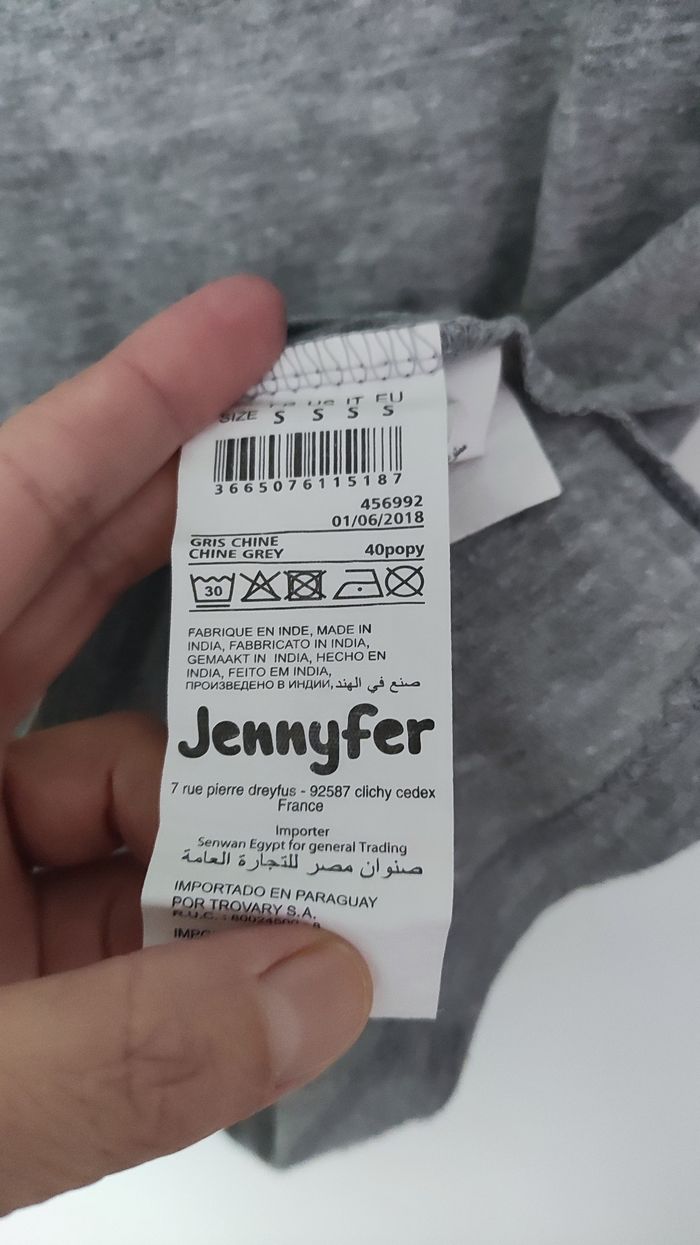 SIZE S S S S
IT EU
3665076115187
456992
01/06/2018
GRIS CHINE
CHINE GREY 40popy
30
FABRIQUE EN INDE, MADE IN
INDIA, FABBRICATO IN INDIA,
GEMAAKT IN INDIA, HECHO EN
INDIA, FEITO EM INDIA,
ПРОИЗВЕДЕНО В ИНДИИ, صنع في الهند
Jennyfer
7 rue pierre dreyfus - 92587 clichy cedex
France
Importer
Senwan Egypt for general Trading
صنوان مصر للتجارة العامة
IMPORTADO EN PARAGUAY
POR TROVARY S.A.
R.U.C. :